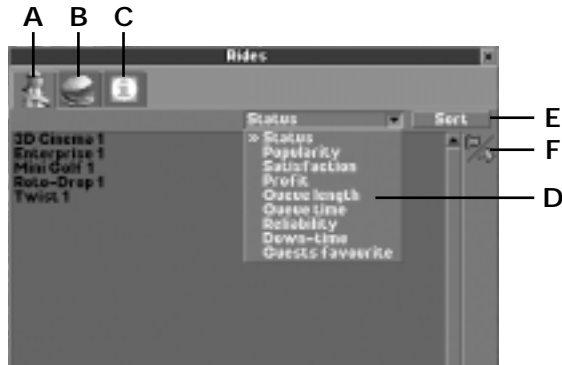 A B C
Rides
Status Sort E
F
3D Cinema 1
Enterprise 1
Mini Golf 1
Roto-Drop 1
Twist 1
» Status
Popularity
Satisfaction
Profit
Queue length D
Queue time
Reliability
Down-time
Guests favourite